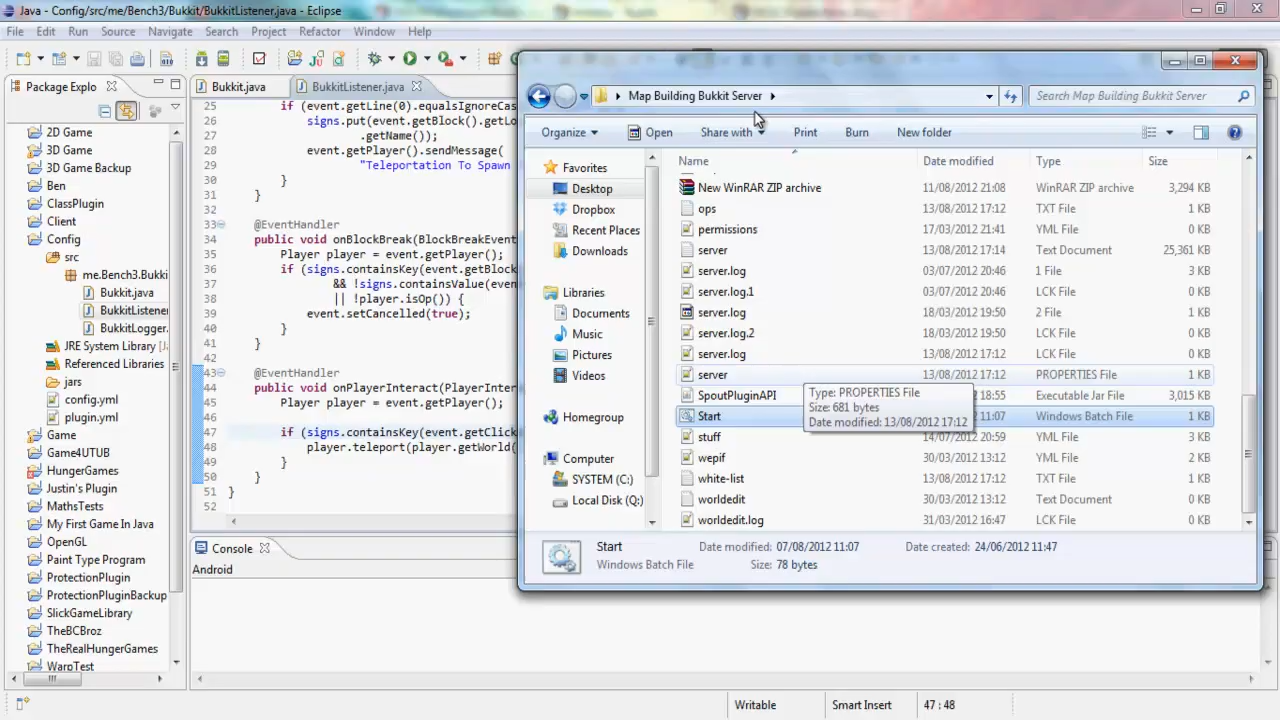 Java - Config/src/me/Bench3/Bukkit/BukkitListener.java - Eclipse
File Edit Run Source Navigate Search Project Refactor Window Help
Package Explo
2D Game
3D Game
3D Game Backup
Ben
ClassPlugin
Client
Config
src
me.Bench3.Bukki
Bukkit.java
BukkitListener
BukkitLogger.
JRE System Library [
Referenced Libraries
jars
config.yml
plugin.yml
Game
Game4UTUB
HungerGames
Justin's Plugin
MathsTests
My First Game In Java
OpenGL
Paint Type Program
ProtectionPlugin
ProtectionPluginBackup
SlickGameLibrary
TheBCBroz
TheRealHungerGames
WarpTest
Bukkit.java
BukkitListener.java
25 if (event.getLine(0).equalsIgnoreCas
26 signs.put(event.getBlock().getLo
27 .getName());
28 event.getPlayer().sendMessage(
29 "Teleportation To Spawn
30 }
31 }
32
33 @EventHandler
34 public void onBlockBreak(BlockBreakEvent
35 Player player = event.getPlayer();
36 if (signs.containsKey(event.getBlock
37 && !signs.containsValue(even
38 || !player.isOp()) {
39 event.setCancelled(true);
40 }
41 }
42
43 @EventHandler
44 public void onPlayerInteract(PlayerInter
45 Player player = event.getPlayer();
46
47 if (signs.containsKey(event.getClick
48 player.teleport(player.getWorld(
49 }
50 }
51 }
52
Console
Android
Writable Smart Insert 47 : 48
Map Building Bukkit Server
Search Map Building Bukkit Server
Organize Open Share with Print Burn New folder
Favorites
Desktop
Dropbox
Recent Places
Downloads
Libraries
Documents
Music
Pictures
Videos
Homegroup
Computer
SYSTEM (C:)
Local Disk (Q:)
Name Date modified Type Size
New WinRAR ZIP archive 11/08/2012 21:08 WinRAR ZIP archive 3,294 KB
ops 13/08/2012 17:12 TXT File 1 KB
permissions 17/03/2012 21:41 YML File 2 KB
server 13/08/2012 17:14 Text Document 25,361 KB
server.log 03/07/2012 20:46 1 File 3 KB
server.log.1 03/07/2012 20:46 LCK File 0 KB
server.log 18/03/2012 19:50 2 File 3 KB
server.log.2 18/03/2012 19:50 LCK File 0 KB
server.log 13/08/2012 17:12 LCK File 0 KB
server 13/08/2012 17:12 PROPERTIES File 1 KB
SpoutPluginAPI 18:55 Executable Jar File 3,015 KB
Start 11:07 Windows Batch File 1 KB
stuff 14/07/2012 20:59 YML File 3 KB
wepif 30/03/2012 13:12 YML File 2 KB
white-list 13/08/2012 17:12 TXT File 1 KB
worldedit 30/03/2012 13:12 Text Document 0 KB
worldedit.log 31/03/2012 16:47 LCK File 0 KB
Type: PROPERTIES File
Size: 681 bytes
Date modified: 13/08/2012 17:12
Start Date modified: 07/08/2012 11:07 Date created: 24/06/2012 11:47
Windows Batch File Size: 78 bytes